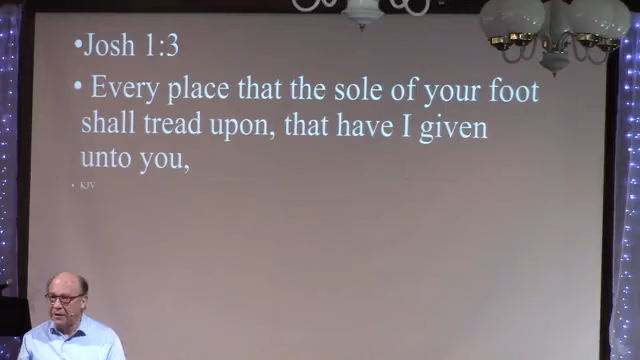 •Josh 1:3
• Every place that the sole of your foot
shall tread upon, that have I given
unto you,
• KJV